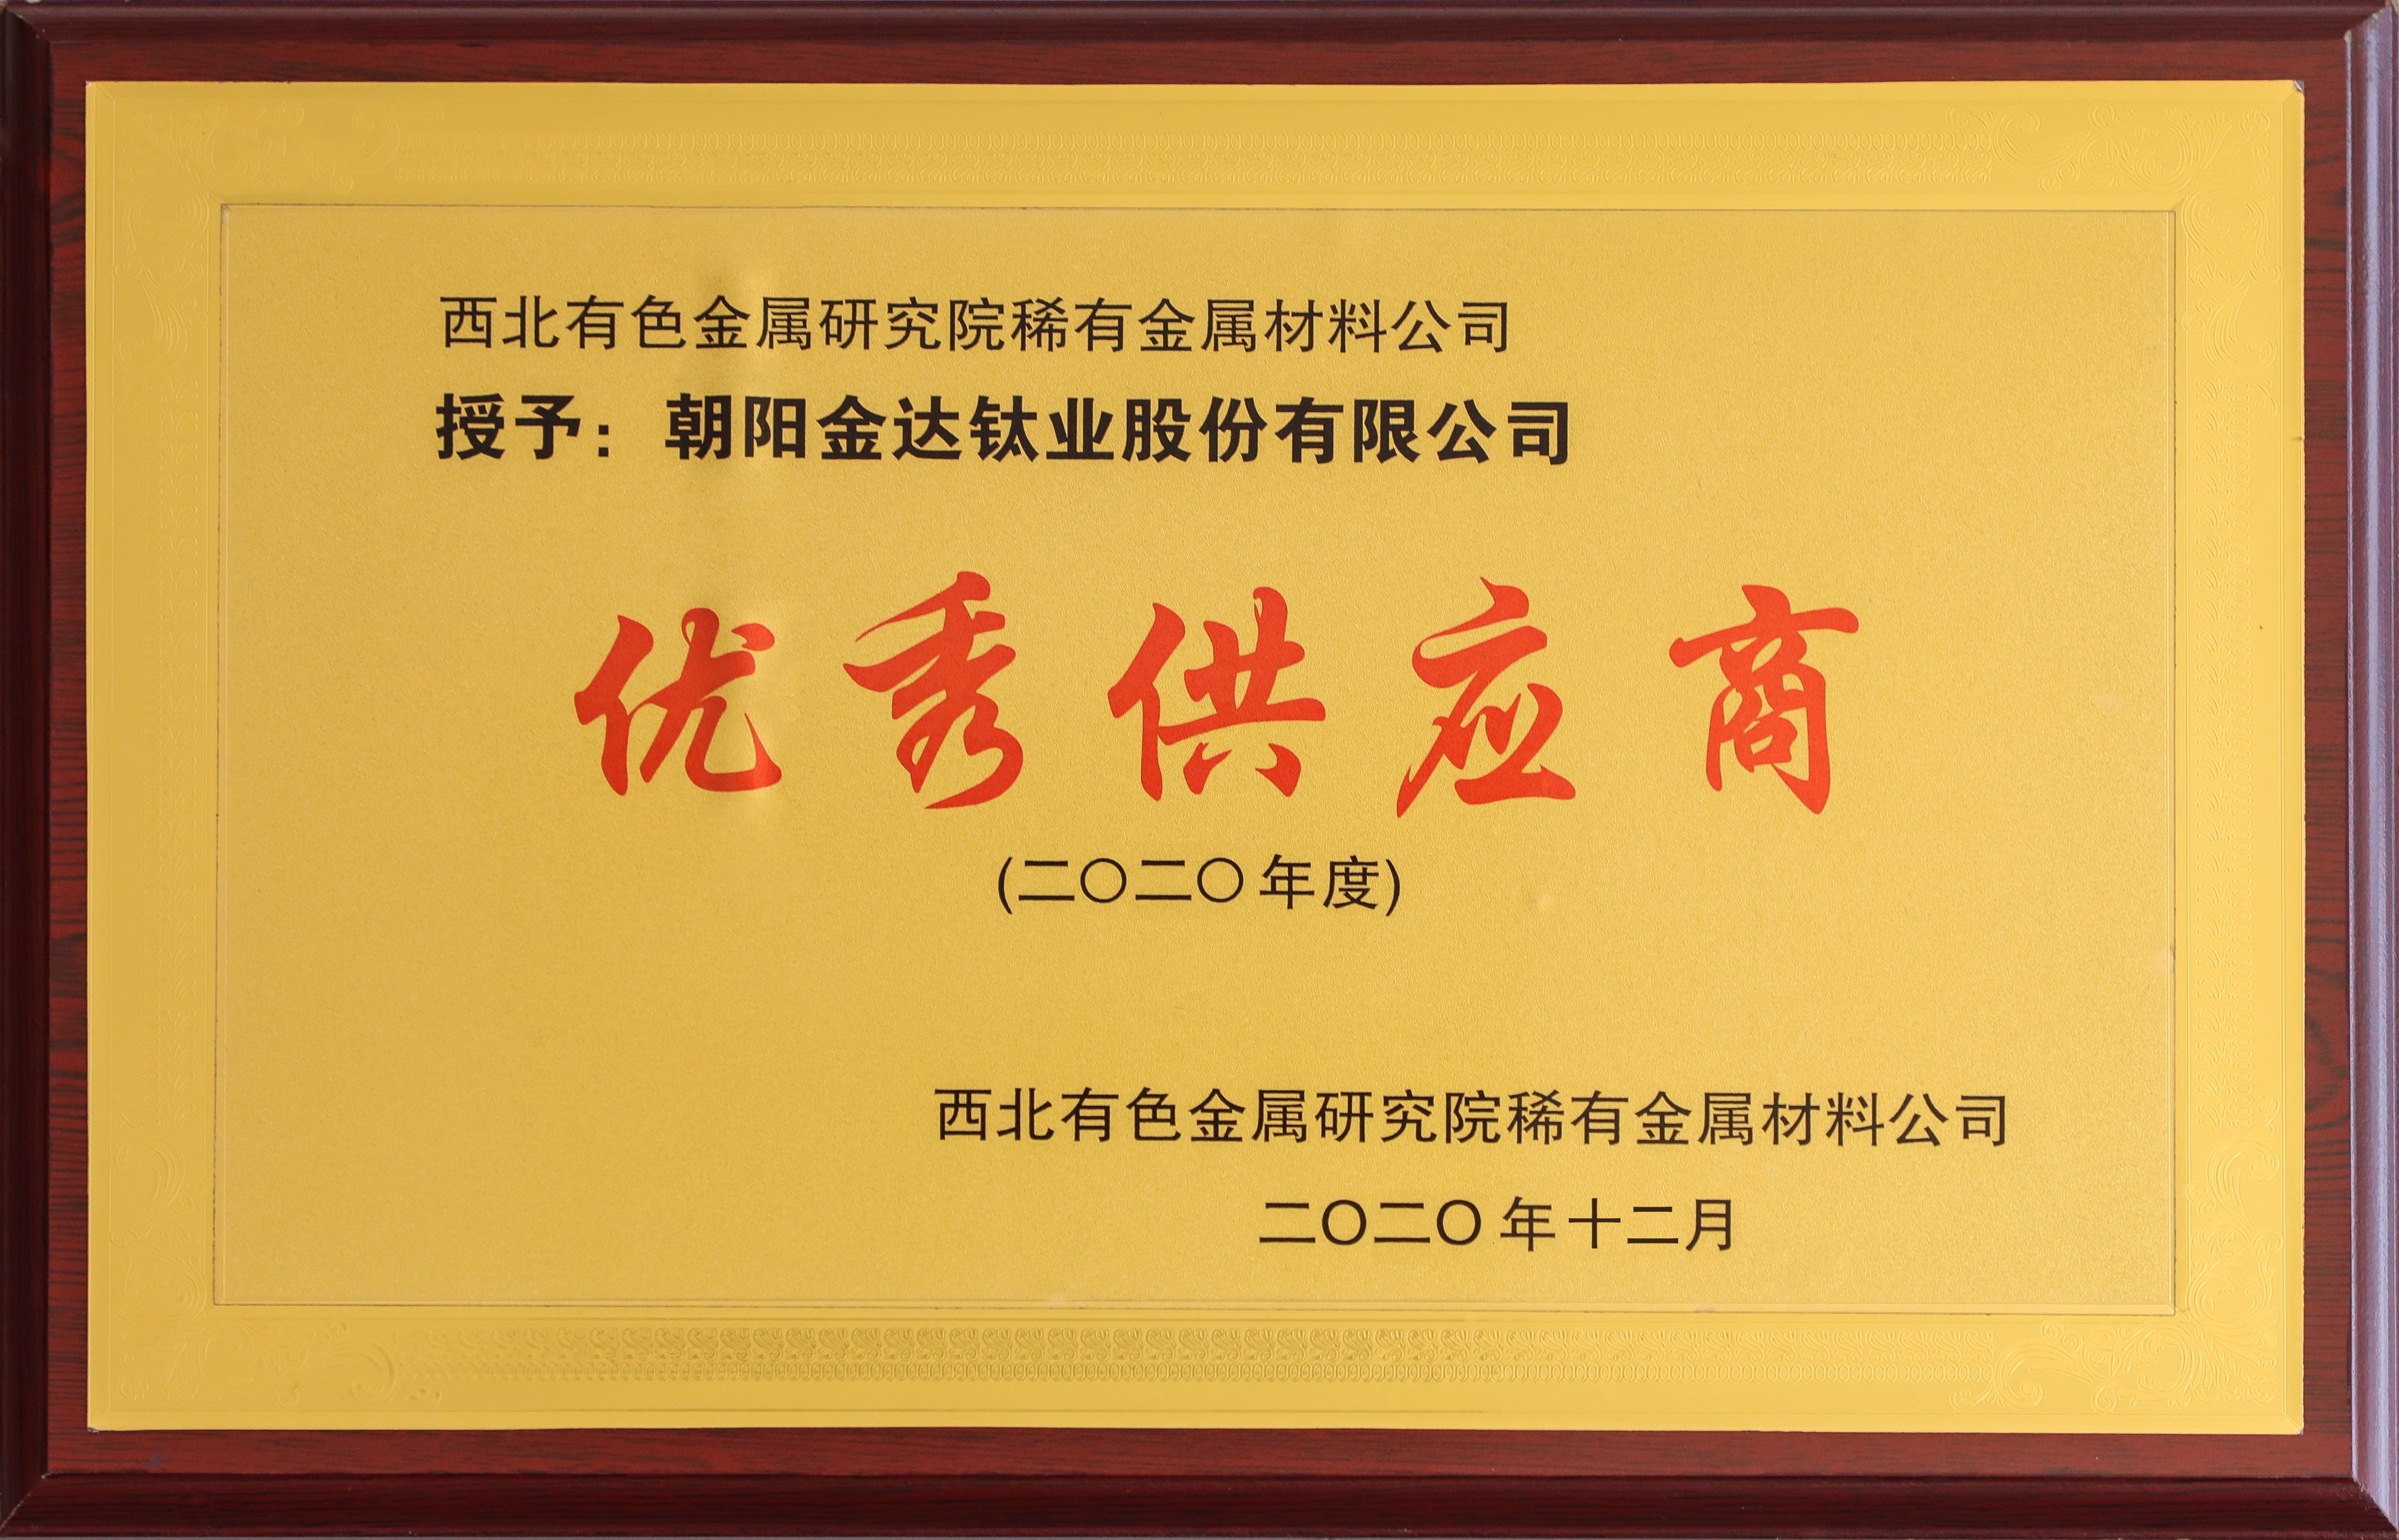 西北有色金属研究院稀有金属材料公司
授予：朝阳金达钛业股份有限公司
优秀供应商
(二〇二〇年度)
西北有色金属研究院稀有金属材料公司
二〇二〇年十二月